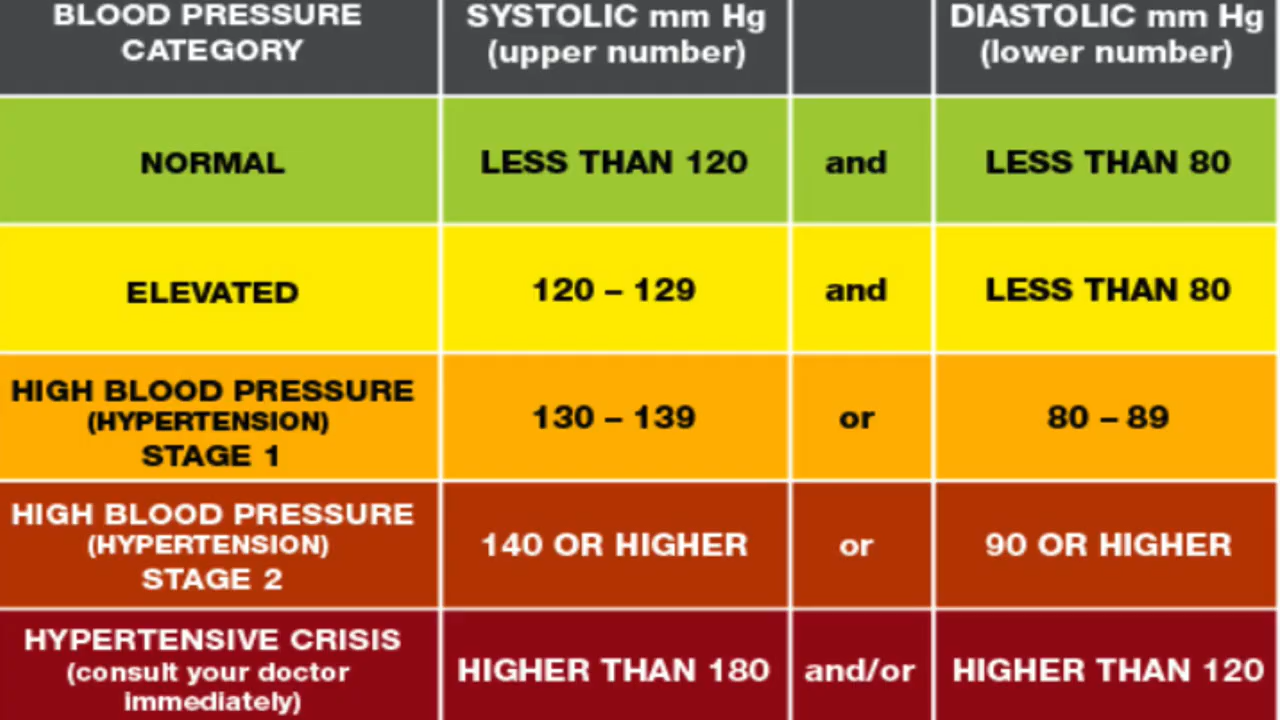 BLOOD PRESSURE CATEGORY | SYSTOLIC mm Hg (upper number) | | DIASTOLIC mm Hg (lower number)
NORMAL | LESS THAN 120 | and | LESS THAN 80
ELEVATED | 120 – 129 | and | LESS THAN 80
HIGH BLOOD PRESSURE (HYPERTENSION) STAGE 1 | 130 – 139 | or | 80 – 89
HIGH BLOOD PRESSURE (HYPERTENSION) STAGE 2 | 140 OR HIGHER | or | 90 OR HIGHER
HYPERTENSIVE CRISIS (consult your doctor immediately) | HIGHER THAN 180 | and/or | HIGHER THAN 120